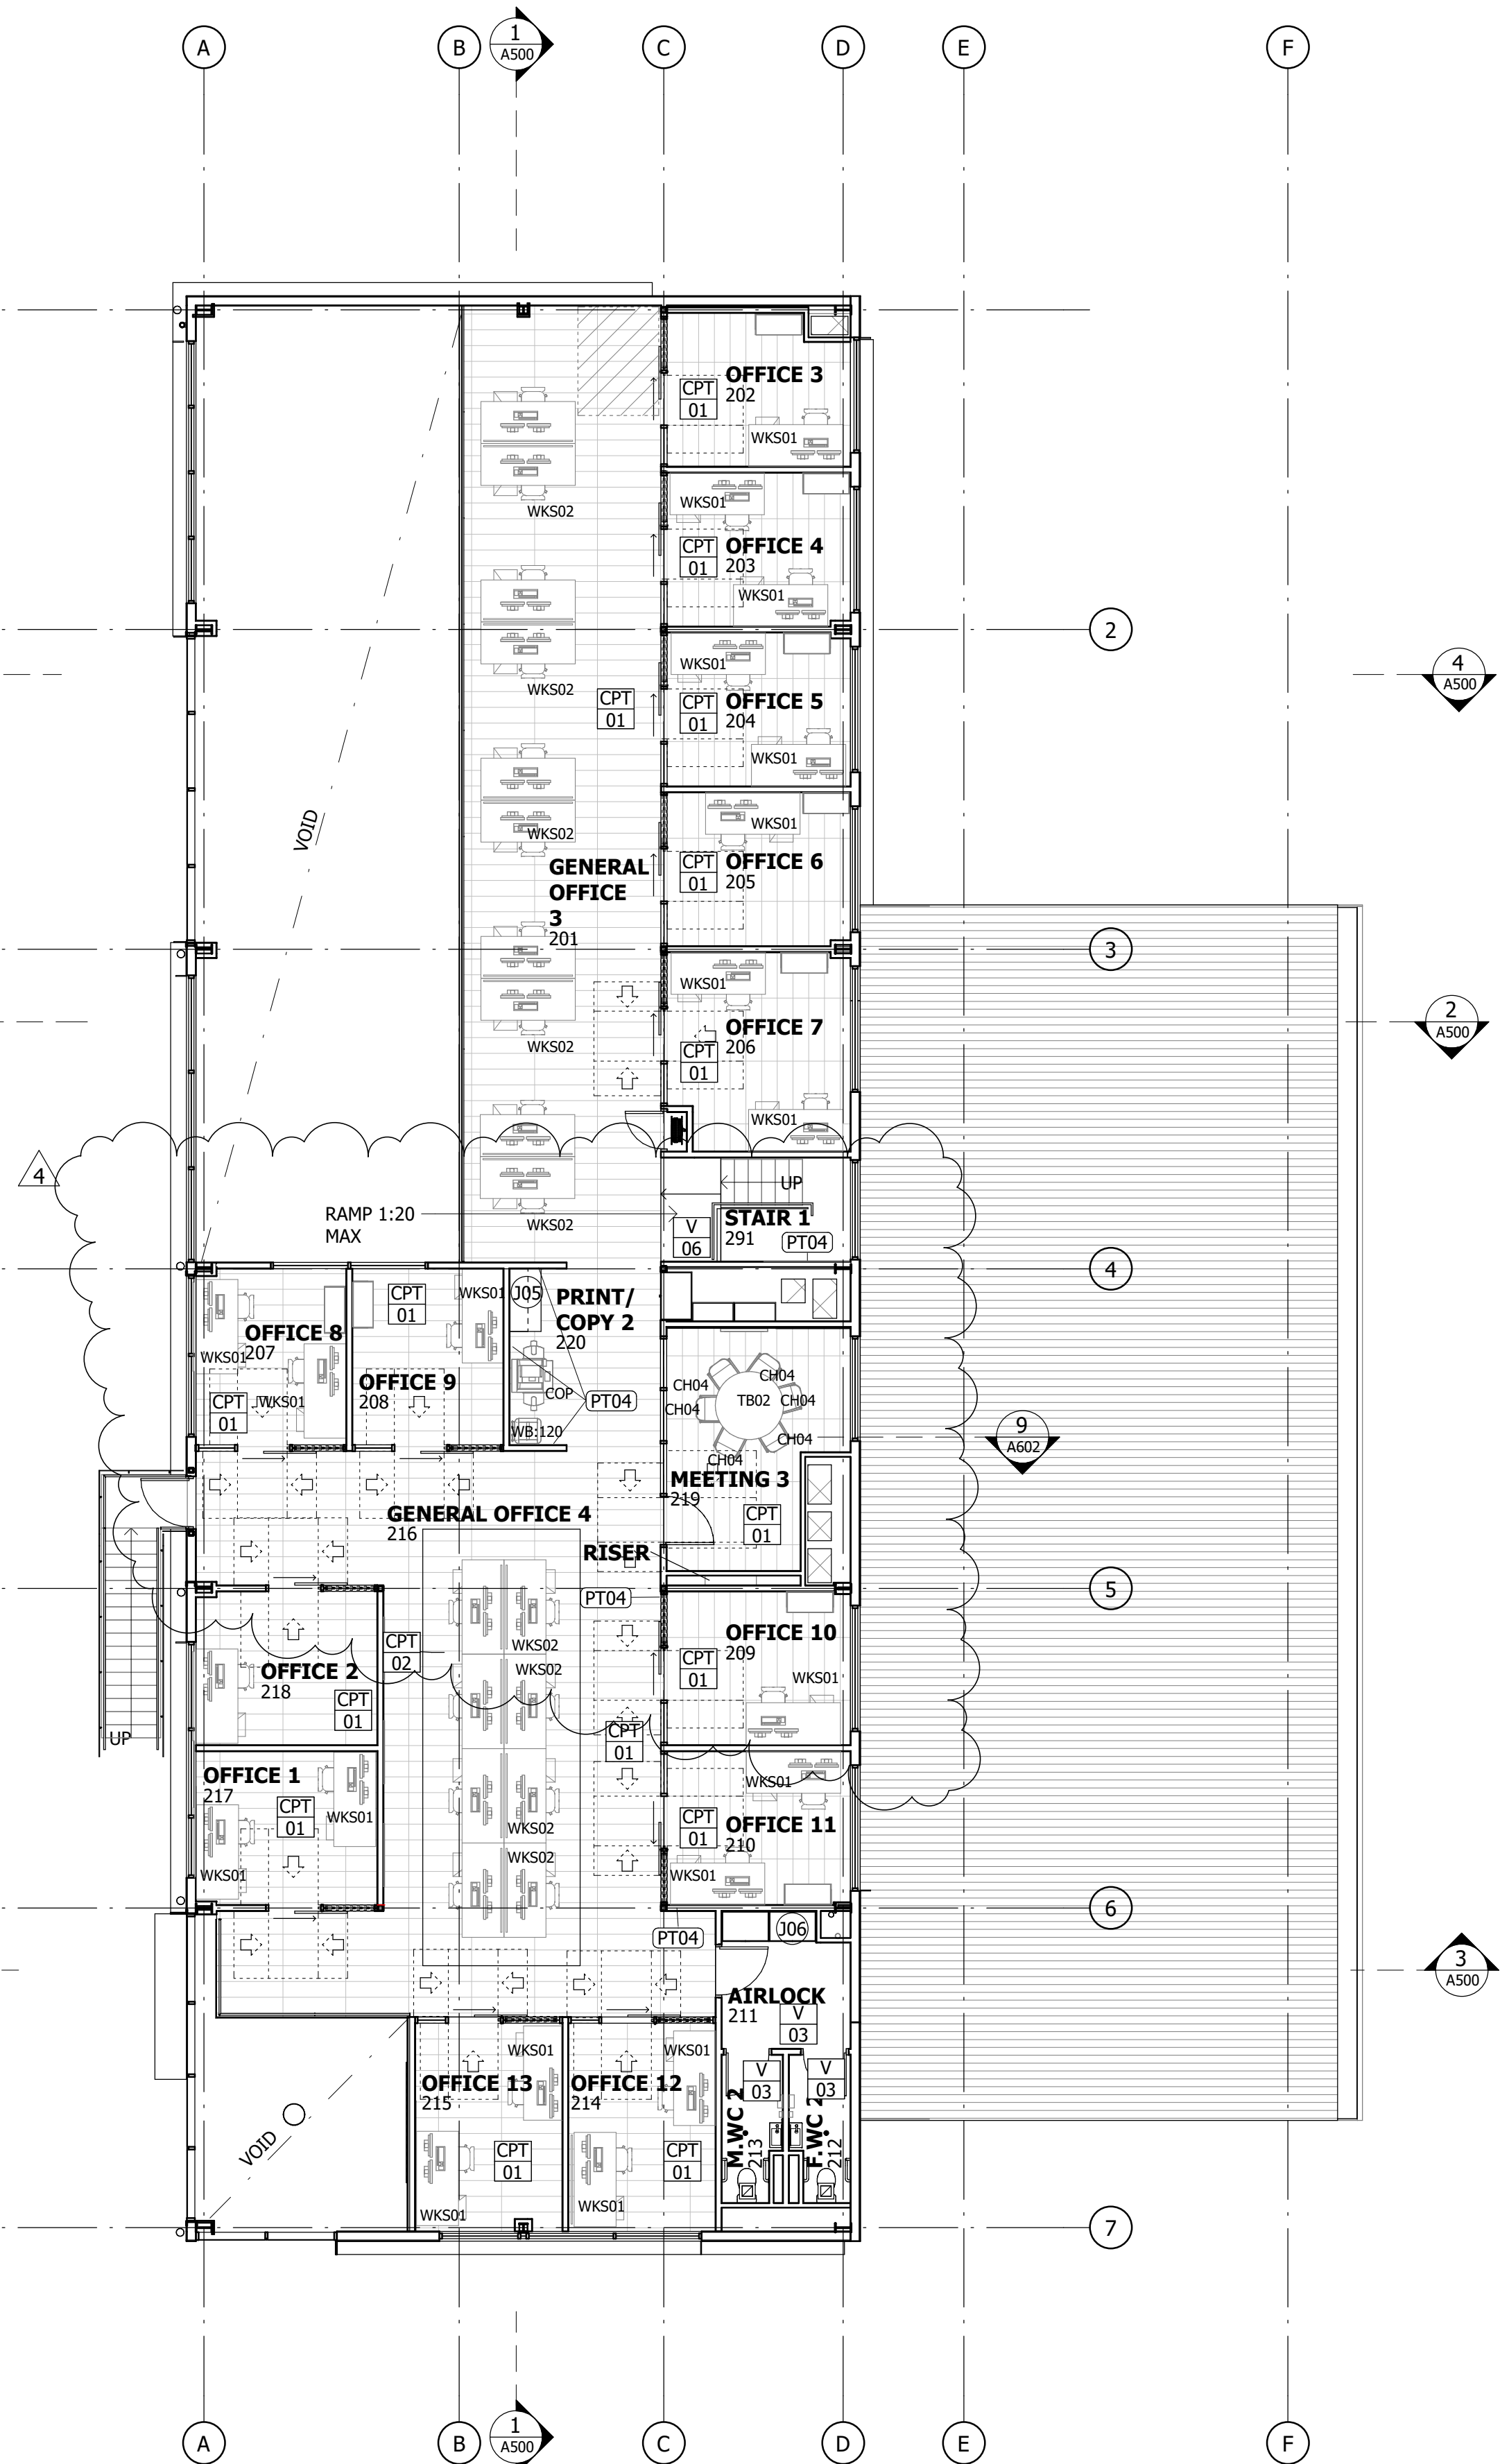 A
B
1
A500
C
D
E
F
OFFICE 3
202
CPT
01
WKS01
WKS02
WKS01
CPT
01
OFFICE 4
203
WKS01
2
WKS01
4
A500
WKS02
CPT
01
CPT
01
OFFICE 5
204
WKS01
VOID
WKS02
WKS01
GENERAL
OFFICE
3
201
CPT
01
OFFICE 6
205
3
WKS01
2
A500
OFFICE 7
206
WKS02
CPT
01
WKS01
4
UP
RAMP 1:20
MAX
WKS02
V
06
STAIR 1
291
PT04
4
CPT
01
WKS01
J05
PRINT/
COPY 2
220
OFFICE 8
207
WKS01
OFFICE 9
208
WKS01
CPT
01
COP
PT04
WB:120
CH04
CH04
CH04
TB02
CH04
CH04
CH04
9
A602
MEETING 3
219
CPT
01
GENERAL OFFICE 4
216
RISER
5
PT04
OFFICE 10
209
CPT
01
WKS01
CPT
02
WKS02
WKS02
OFFICE 2
218
CPT
01
UP
CPT
01
OFFICE 1
217
CPT
01
WKS01
WKS01
WKS01
WKS02
WKS02
CPT
01
OFFICE 11
210
WKS01
6
PT04
J06
3
A500
AIRLOCK
211
V
03
WKS01
WKS01
OFFICE 13
215
OFFICE 12
214
V
03
V
03
M.WC 2
213
F.WC 2
212
VOID
CPT
01
CPT
01
WKS01
WKS01
7
A
B
1
A500
C
D
E
F